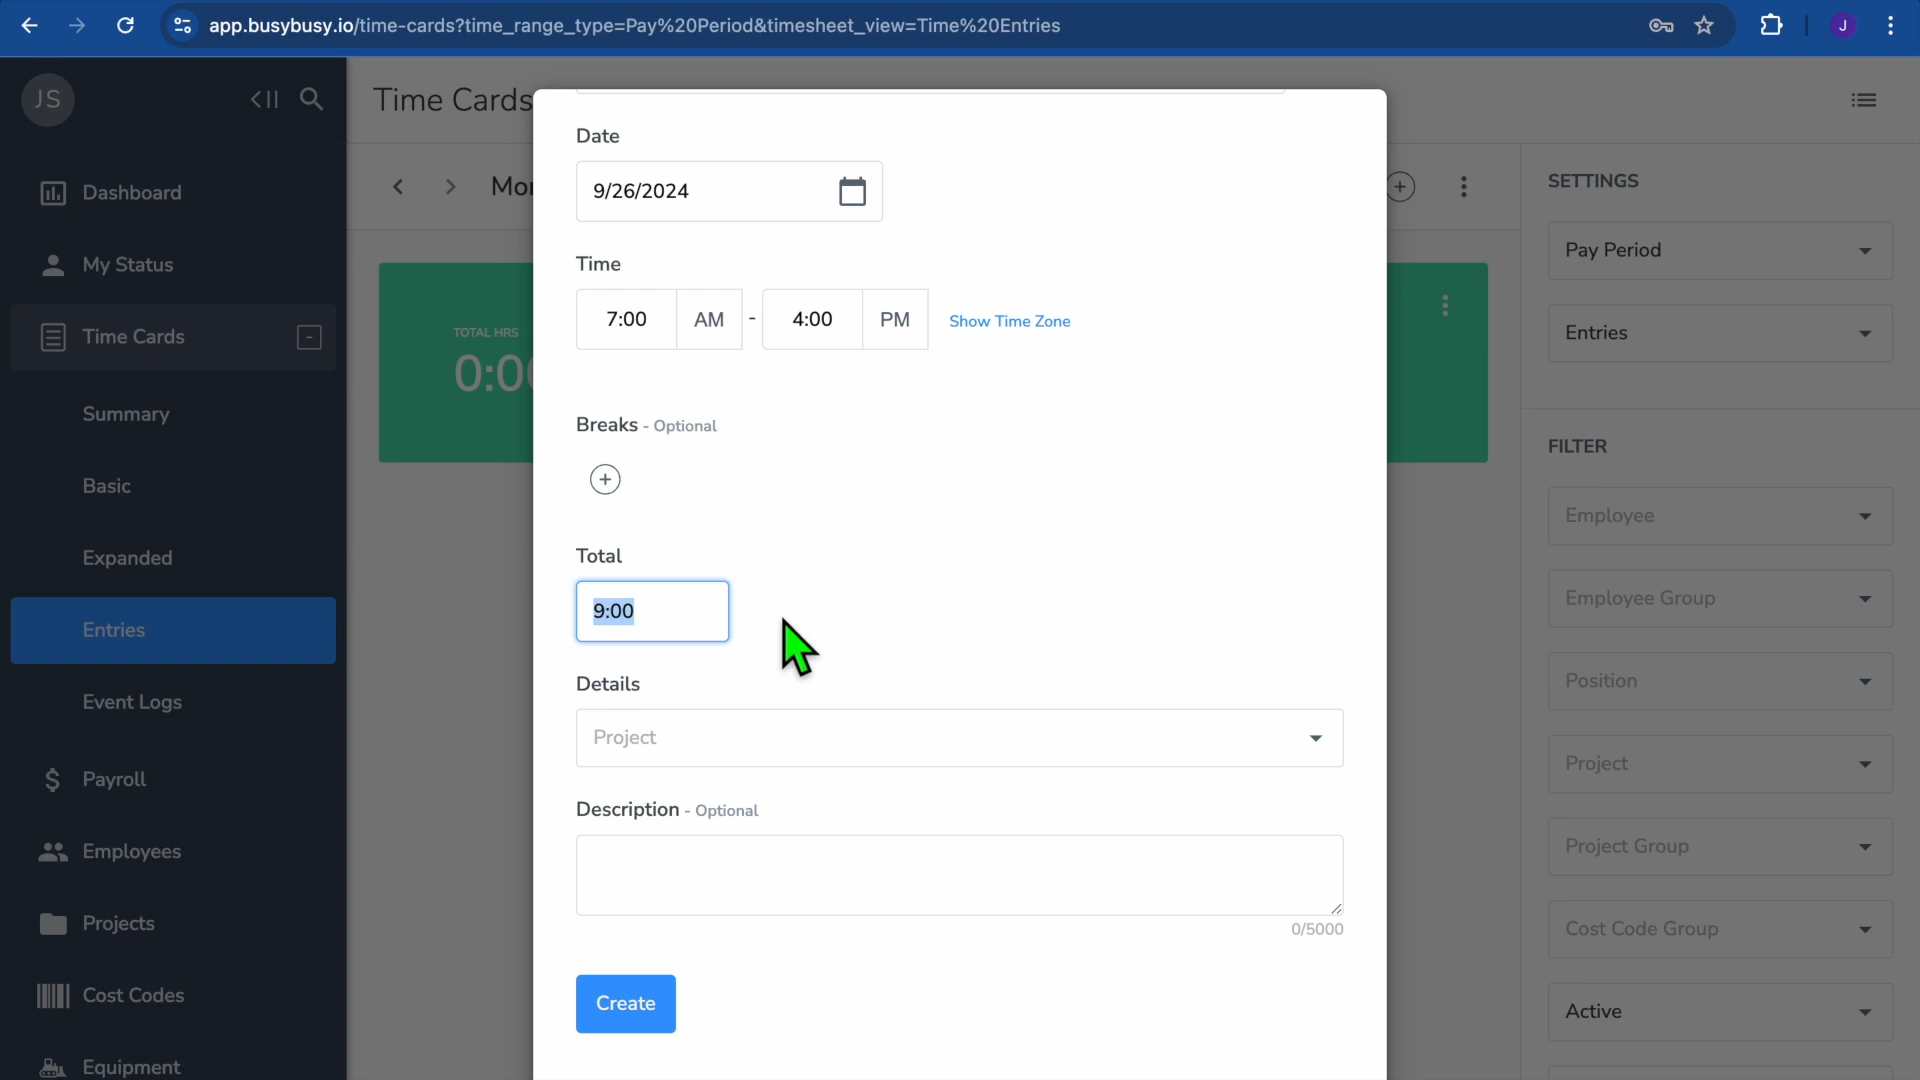 app.busybusy.io/time-cards?time_range_type=Pay%20Period&timesheet_view=Time%20Entries
J
JS
Dashboard
My Status
Time Cards
Summary
Basic
Expanded
Entries
Event Logs
Payroll
Employees
Projects
Cost Codes
Equipment
Time Cards
Mon
TOTAL HRS
0:00
Date
9/26/2024
Time
7:00 AM - 4:00 PM Show Time Zone
Breaks - Optional
Total
9:00
Details
Project
Description - Optional
0/5000
Create
SETTINGS
Pay Period
Entries
FILTER
Employee
Employee Group
Position
Project
Project Group
Cost Code Group
Active